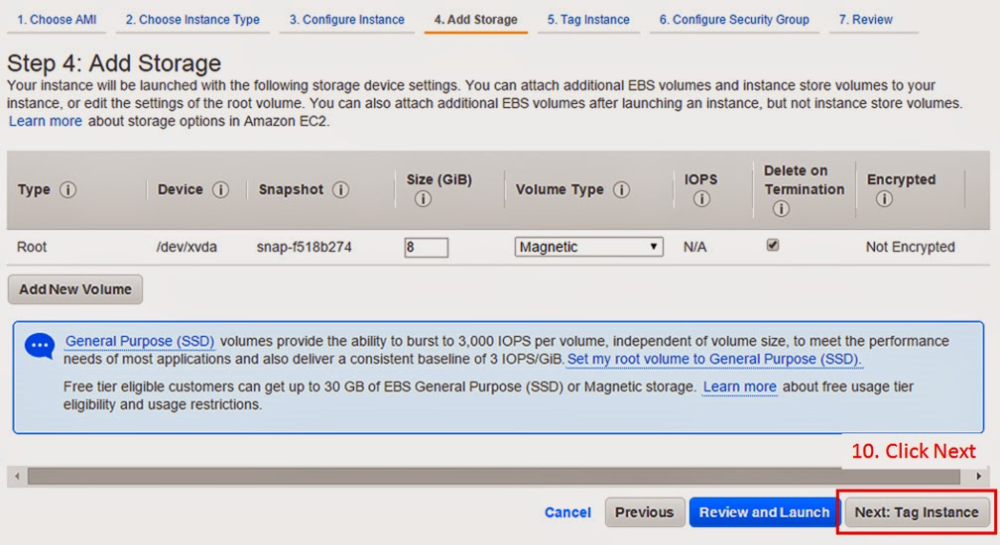 1. Choose AMI 2. Choose Instance Type 3. Configure Instance 4. Add Storage 5. Tag Instance 6. Configure Security Group 7. Review
Step 4: Add Storage
Your instance will be launched with the following storage device settings. You can attach additional EBS volumes and instance store volumes to your
instance, or edit the settings of the root volume. You can also attach additional EBS volumes after launching an instance, but not instance store volumes.
Learn more about storage options in Amazon EC2.
Type Device Snapshot Size (GiB) Volume Type IOPS Delete on Termination Encrypted
Root /dev/xvda snap-f518b274 8 Magnetic N/A Not Encrypted
Add New Volume
General Purpose (SSD) volumes provide the ability to burst to 3,000 IOPS per volume, independent of volume size, to meet the performance
needs of most applications and also deliver a consistent baseline of 3 IOPS/GiB. Set my root volume to General Purpose (SSD).
Free tier eligible customers can get up to 30 GB of EBS General Purpose (SSD) or Magnetic storage. Learn more about free usage tier
eligibility and usage restrictions.
10. Click Next
Cancel Previous Review and Launch Next: Tag Instance